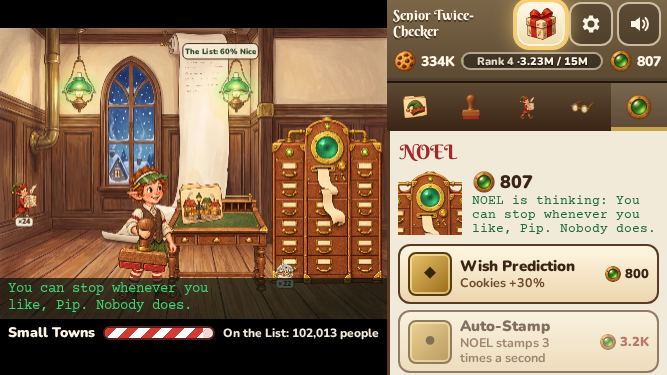 The List: 60% Nice
×24
×22
You can stop whenever you
like, Pip. Nobody does.
Small Towns
On the List: 102,013 people
Senior Twice-
Checker
334K
Rank 4 · 3.23M / 15M
807
NOEL
807
NOEL is thinking: You
can stop whenever you
like, Pip. Nobody does.
Wish Prediction
Cookies +30%
800
Auto-Stamp
NOEL stamps 3
times a second
3.2K